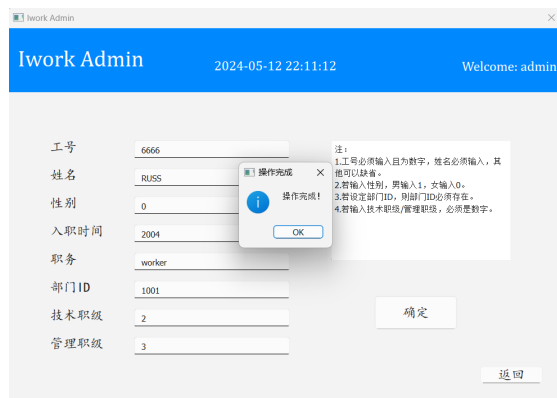 Iwork Admin
Iwork Admin
2024-05-12 22:11:12
Welcome: admin
工号
6666
姓名
RUSS
性别
0
入职时间
2004
职务
worker
部门ID
1001
技术职级
2
管理职级
3
注:
1.工号必须输入且为数字，姓名必须输入，其
他可以缺省。
2.若输入性别，男输入1，女输入0。
3.若设定部门ID，则部门ID必须存在。
4.若输入技术职级/管理职级，必须是数字。
操作完成
操作完成!
OK
确定
返回